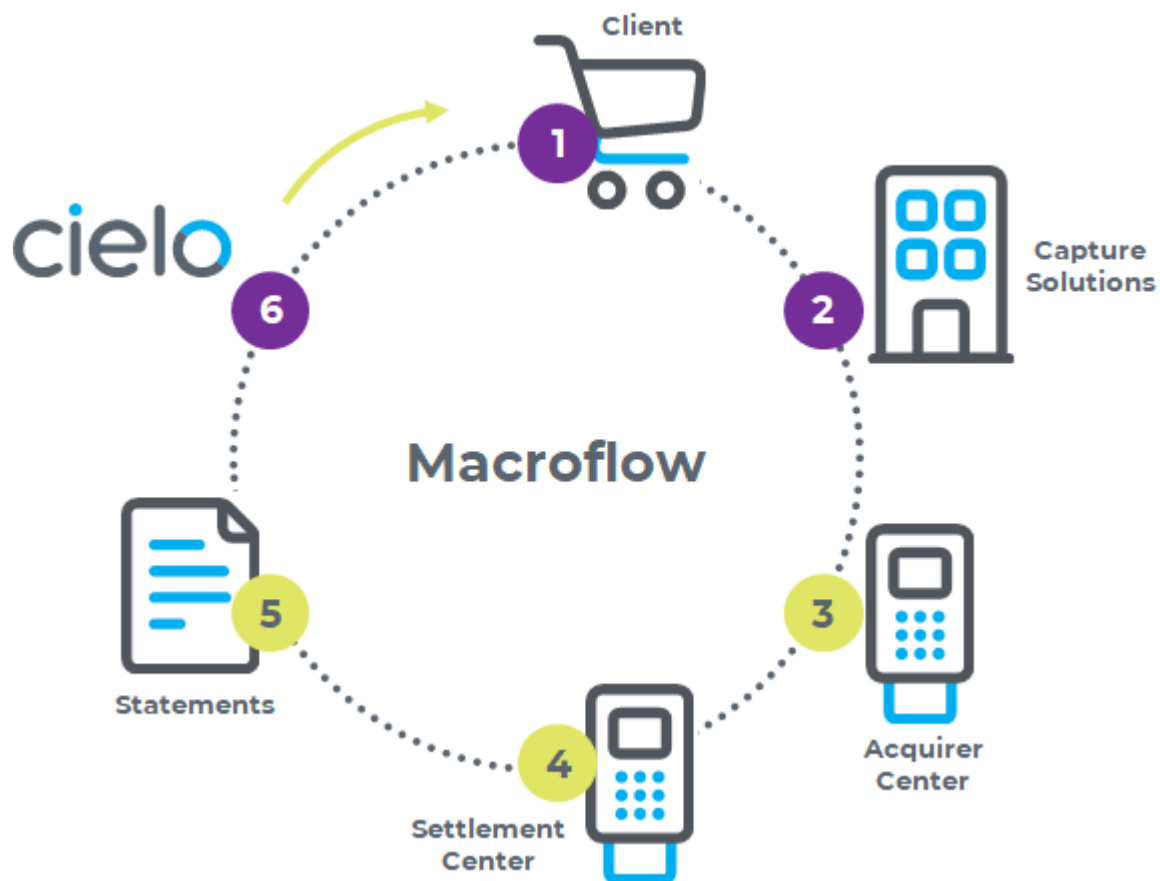 Client
1
cielo
Capture
Solutions
6
2
Macroflow
5
3
Statements
4
Acquirer
Center
Settlement
Center